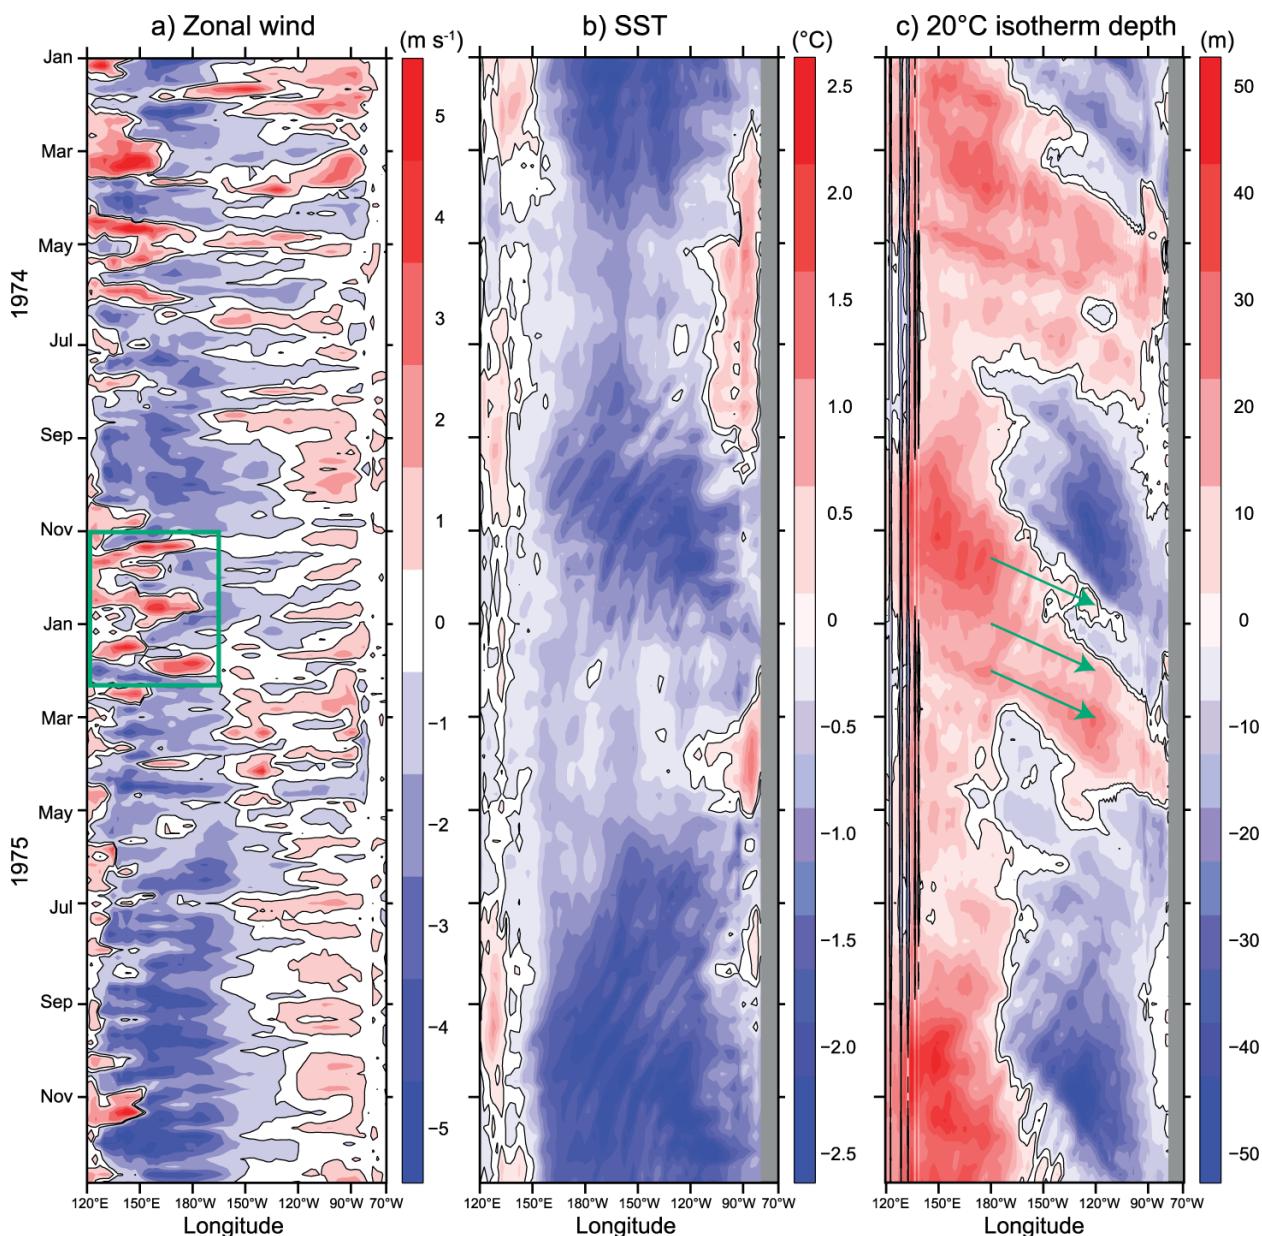 a) Zonal wind
(m s⁻¹)
b) SST
(°C)
c) 20°C isotherm depth
(m)
Jan
Mar
May
Jul
Sep
Nov
Jan
Mar
May
Jul
Sep
Nov
1974
1975
5
4
3
2
1
0
−1
−2
−3
−4
−5
2.5
2.0
1.5
1.0
0.5
0
−0.5
−1.0
−1.5
−2.0
−2.5
50
40
30
20
10
0
−10
−20
−30
−40
−50
120°E 150°E 180° 150°W 120°W 90°W 70°W
120°E 150°E 180° 150°W 120°W 90°W 70°W
120°E 150°E 180° 150°W 120°W 90°W 70°W
Longitude
Longitude
Longitude